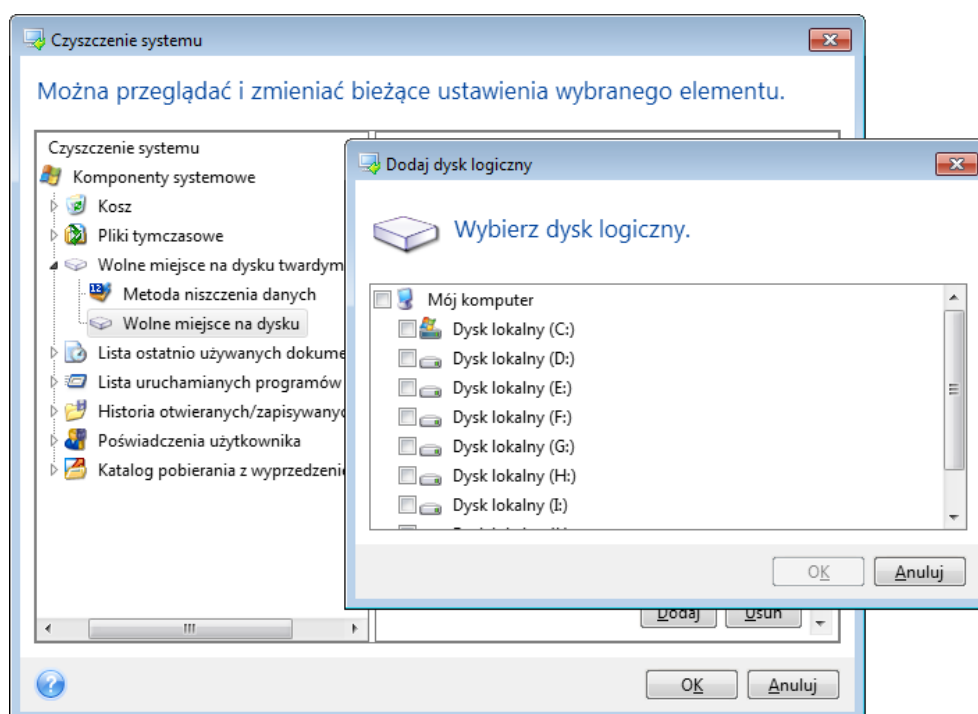 Czyszczenie systemu
Można przeglądać i zmieniać bieżące ustawienia wybranego elementu.
Czyszczenie systemu
Komponenty systemowe
Kosz
Pliki tymczasowe
Wolne miejsce na dysku twardym
Metoda niszczenia danych
Wolne miejsce na dysku
Lista ostatnio używanych
Lista uruchamianych programów
Historia otwieranych/
Poświadczenia użytkownika
Katalog pobierania z
Dodaj dysk logiczny
Wybierz dysk logiczny.
Mój komputer
Dysk lokalny (C:)
Dysk lokalny (D:)
Dysk lokalny (E:)
Dysk lokalny (F:)
Dysk lokalny (G:)
Dysk lokalny (H:)
Dysk lokalny (I:)
OK Anuluj
Dodaj Usuń
OK Anuluj